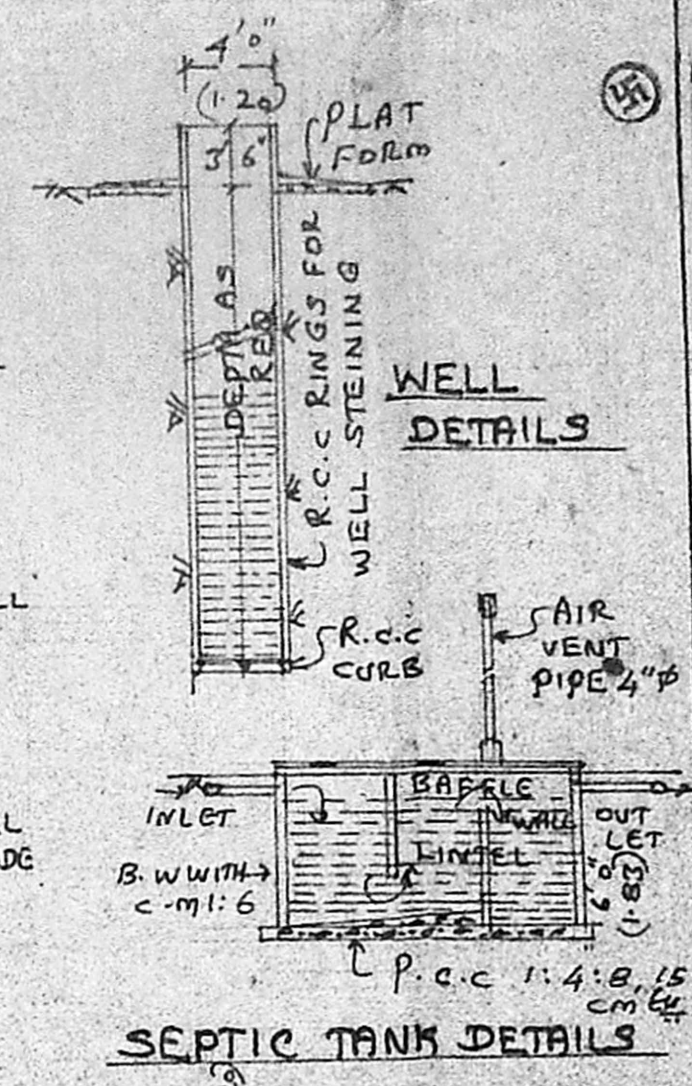 4'0"
(1.20)
PLAT
FORM
3' 6"
DEPTH AS
REQ
R.C.C RINGS FOR
WELL STEINING
WELL
DETAILS
R.C.C
CURB
AIR
VENT
PIPE 4"φ
INLET
BAFFLE
WALL
LINTEL
OUT
LET
B.W WITH
C-M 1:6
6'0"
(1.83)
P.C.C 1:4:8, 15
cm
SEPTIC TANK DETAILS